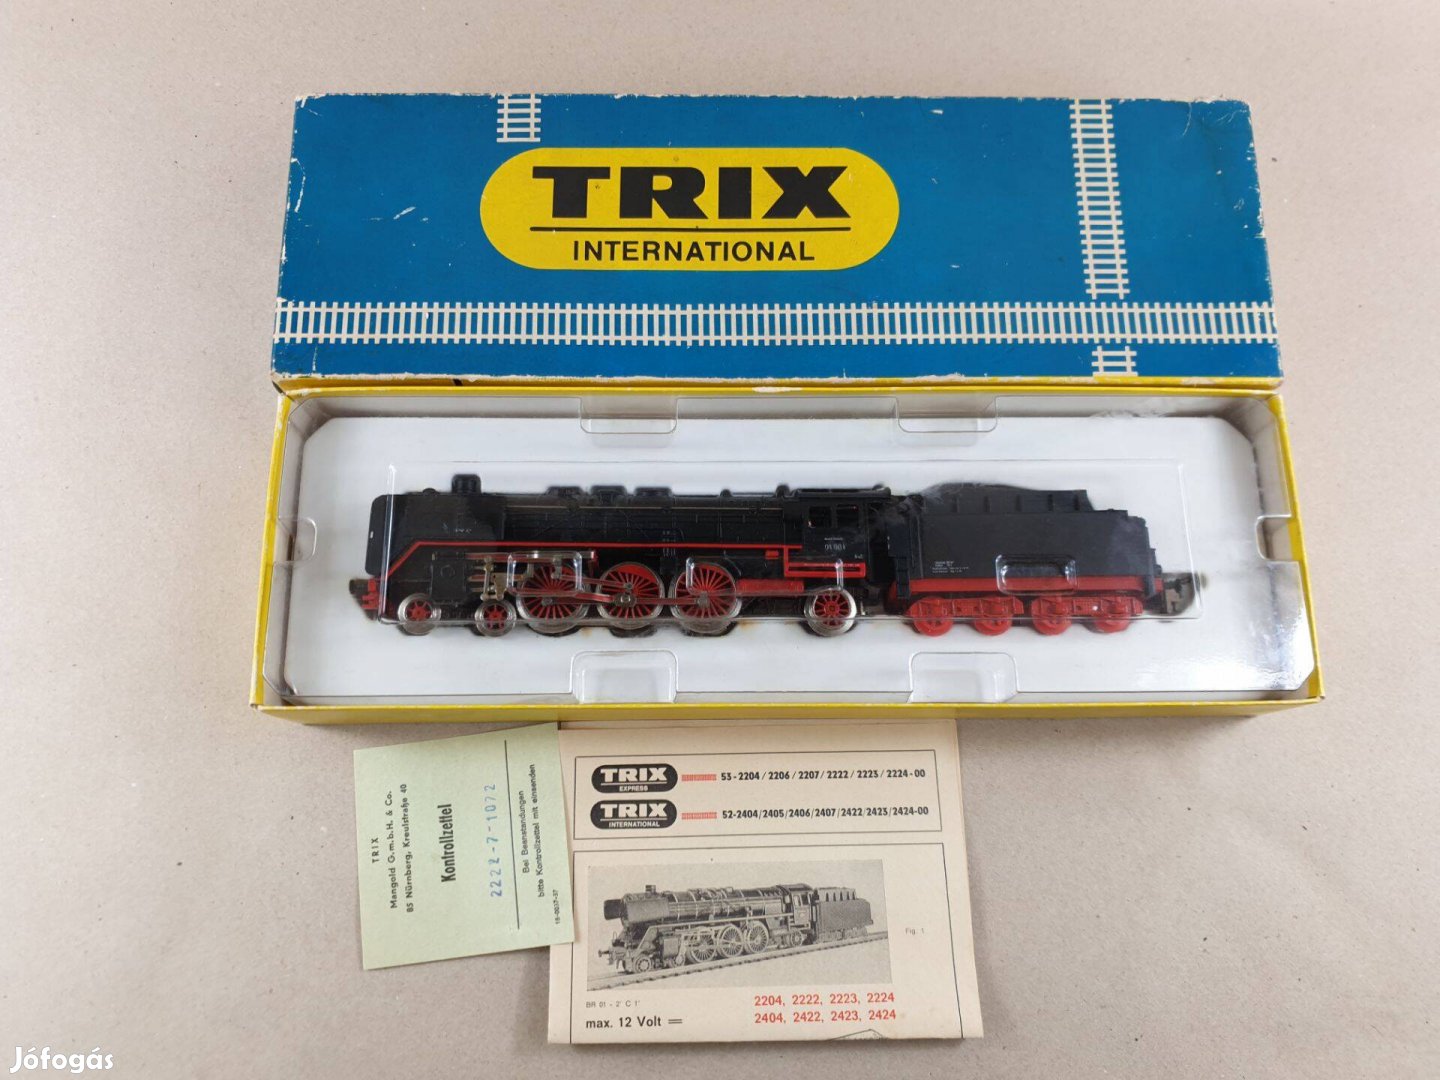 TRIX
INTERNATIONAL
TRIX
Mangold G.m.b.H. & Co.
85 Nürnberg, Kreulstraße 40
Kontrollzettel
2222-7-1072
Bei Beanstandungen
bitte Kontrollzettel mit einsenden
15-0037-37
TRIX
EXPRESS
53-2204/2206/2207/2222/2223/2224-00
TRIX
INTERNATIONAL
52-2404/2405/2406/2407/2422/2423/2424-00
Fig. 1
BR 01 - 2' C 1'
max. 12 Volt
2204, 2222, 2223, 2224
2404, 2422, 2423, 2424
Jófogás